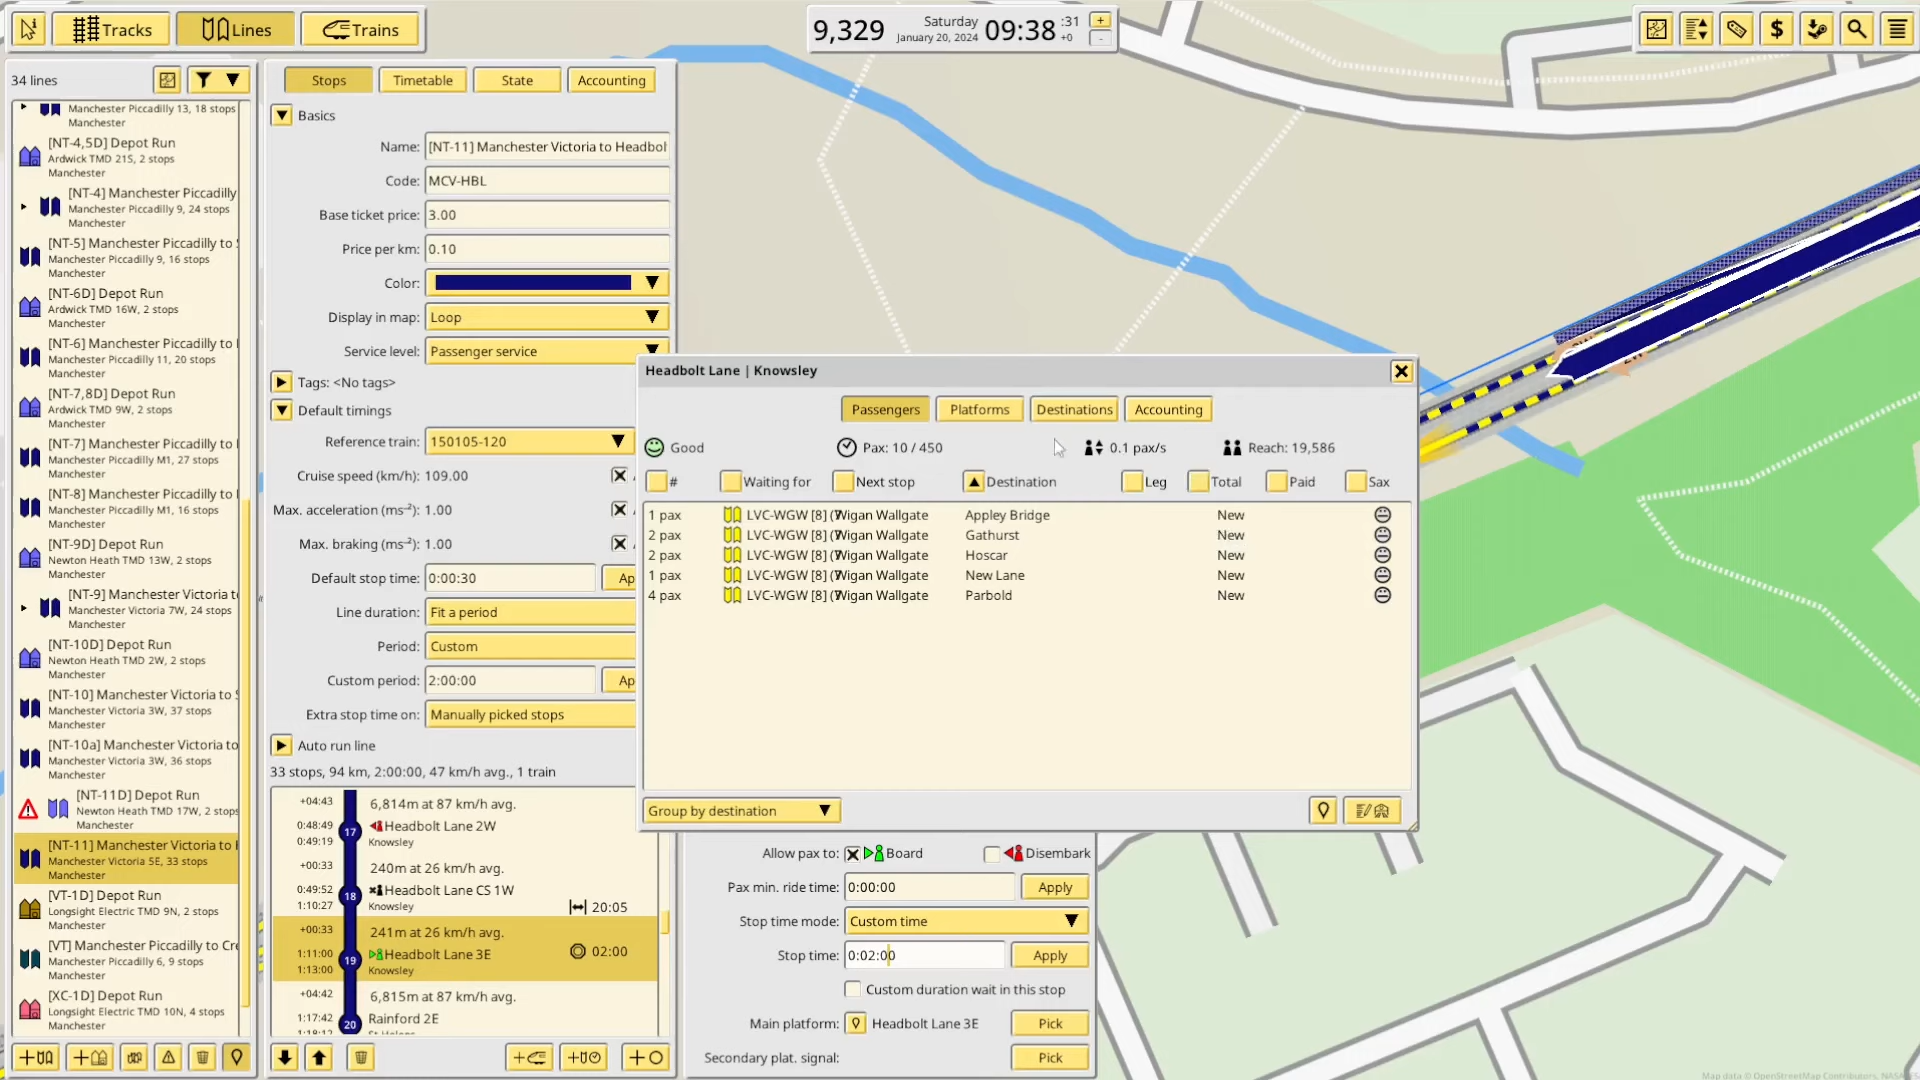 Tracks
Lines
Trains
9,329
Saturday
January 20, 2024
09:38
:31
+0
+
-
$
34 lines
Manchester Piccadilly 13, 18 stops
Manchester
[NT-4,5D] Depot Run
Ardwick TMD 21S, 2 stops
Manchester
[NT-4] Manchester Piccadilly
Manchester Piccadilly 9, 24 stops
Manchester
[NT-5] Manchester Piccadilly to S
Manchester Piccadilly 9, 16 stops
Manchester
[NT-6D] Depot Run
Ardwick TMD 16W, 2 stops
Manchester
[NT-6] Manchester Piccadilly to
Manchester Piccadilly 11, 20 stops
Manchester
[NT-7,8D] Depot Run
Ardwick TMD 9W, 2 stops
Manchester
[NT-7] Manchester Piccadilly to
Manchester Piccadilly M1, 27 stops
Manchester
[NT-8] Manchester Piccadilly to
Manchester Piccadilly M1, 16 stops
Manchester
[NT-9D] Depot Run
Newton Heath TMD 13W, 2 stops
Manchester
[NT-9] Manchester Victoria to
Manchester Victoria 7W, 24 stops
Manchester
[NT-10D] Depot Run
Newton Heath TMD 2W, 2 stops
Manchester
[NT-10] Manchester Victoria to S
Manchester Victoria 3W, 37 stops
Manchester
[NT-10a] Manchester Victoria to
Manchester Victoria 3W, 36 stops
Manchester
[NT-11D] Depot Run
Newton Heath TMD 17W, 2 stops
Manchester
[NT-11] Manchester Victoria to
Manchester Victoria 5E, 33 stops
Manchester
[VT-1D] Depot Run
Longsight Electric TMD 9N, 2 stops
Manchester
[VT] Manchester Piccadilly to Cre
Manchester Piccadilly 6, 9 stops
Manchester
[XC-1D] Depot Run
Longsight Electric TMD 10N, 4 stops
Manchester
Stops
Timetable
State
Accounting
Basics
Name: [NT-11] Manchester Victoria to Headbol
Code: MCV-HBL
Base ticket price: 3.00
Price per km: 0.10
Color:
Display in map: Loop
Service level: Passenger service
Tags: <No tags>
Default timings
Reference train: 150105-120
Cruise speed (km/h): 109.00
Max. acceleration (ms⁻²): 1.00
Max. braking (ms⁻²): 1.00
Default stop time: 0:00:30 Ap
Line duration: Fit a period
Period: Custom
Custom period: 2:00:00 Ap
Extra stop time on: Manually picked stops
Auto run line
33 stops, 94 km, 2:00:00, 47 km/h avg., 1 train
+04:43 6,814m at 87 km/h avg.
0:48:49 17 Headbolt Lane 2W
0:49:19 Knowsley
+00:33 240m at 26 km/h avg.
0:49:52 18 Headbolt Lane CS 1W
1:10:27 Knowsley 20:05
+00:33 241m at 26 km/h avg.
1:11:00 19 Headbolt Lane 3E 02:00
1:13:00 Knowsley
+04:42 6,815m at 87 km/h avg.
1:17:42 20 Rainford 2E
1:18:12 St Helens
Headbolt Lane | Knowsley
Passengers
Platforms
Destinations
Accounting
Good
Pax: 10 / 450
0.1 pax/s
Reach: 19,586
# Waiting for Next stop Destination Leg Total Paid Sax
1 pax LVC-WGW [8] (7 Wigan Wallgate Appley Bridge New
2 pax LVC-WGW [8] (7 Wigan Wallgate Gathurst New
2 pax LVC-WGW [8] (7 Wigan Wallgate Hoscar New
1 pax LVC-WGW [8] (7 Wigan Wallgate New Lane New
4 pax LVC-WGW [8] (7 Wigan Wallgate Parbold New
Group by destination
Allow pax to: Board Disembark
Pax min. ride time: 0:00:00 Apply
Stop time mode: Custom time
Stop time: 0:02:00 Apply
Custom duration wait in this stop
Main platform: Headbolt Lane 3E Pick
Secondary plat. signal: Pick
Map data © OpenStreetMap Contributors, NASA